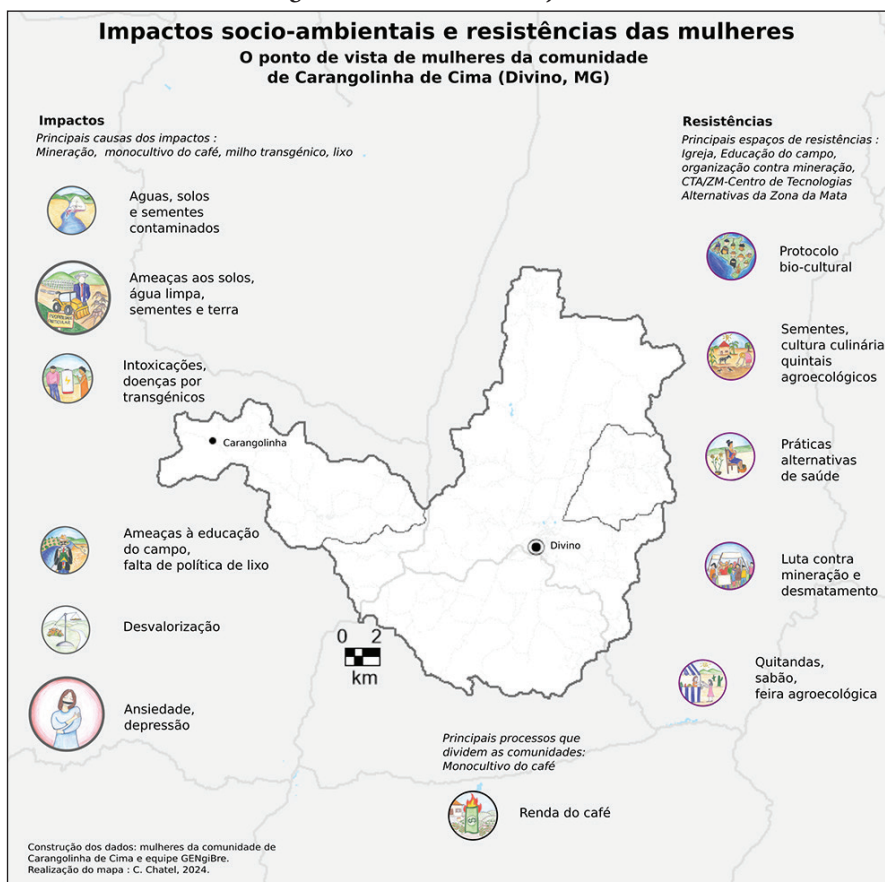 Impactos socio-ambientais e resistências das mulheres
O ponto de vista de mulheres da comunidade
de Carangolinha de Cima (Divino, MG)
Impactos
Principais causas dos impactos :
Mineração, monocultivo do café, milho transgénico, lixo
Aguas, solos
e sementes
contaminados
Ameaças aos solos,
água limpa,
sementes e terra
Intoxicações,
doenças por
transgénicos
Ameaças à educação
do campo,
falta de política de lixo
Desvalorização
Ansiedade,
depressão
Carangolinha
Divino
0 2
km
Resistências
Principais espaços de resistências :
Igreja, Educação do campo,
organização contra mineração,
CTA/ZM-Centro de Tecnologias
Alternativas da Zona da Mata
Protocolo
bio-cultural
Sementes,
cultura culinária
quintais
agroecológicos
Práticas
alternativas
de saúde
Luta contra
mineração e
desmatamento
Quitandas,
sabão,
feira agroecológica
Principais processos que
dividem as comunidades:
Monocultivo do café
Renda do café
Construção dos dados: mulheres da comunidade de
Carangolinha de Cima e equipe GENgiBre.
Realização do mapa : C. Chatel, 2024.